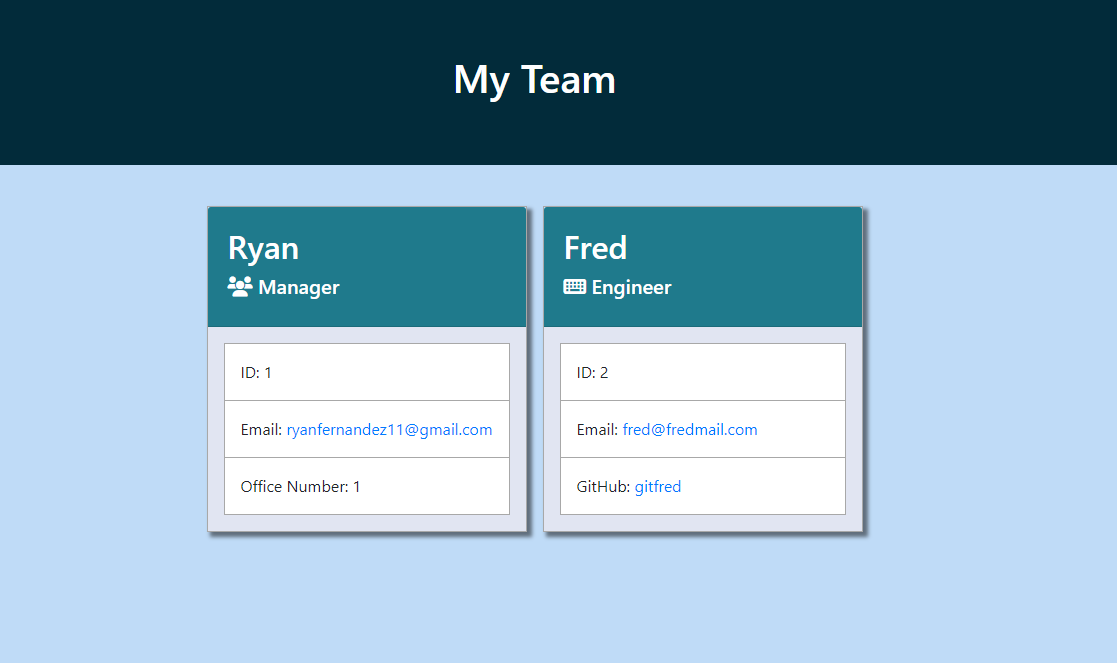 My Team
Ryan
Manager
ID: 1
Email: ryanfernandez11@gmail.com
Office Number: 1
Fred
Engineer
ID: 2
Email: fred@fredmail.com
GitHub: gitfred